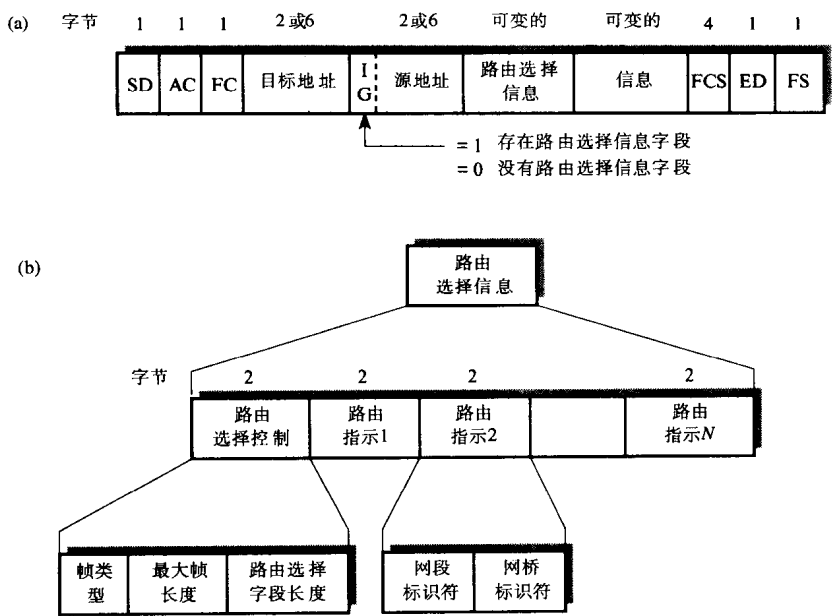 (a) 字节 1 1 1 2或6 2或6 可变的 可变的 4 1 1
SD AC FC 目标地址 I G 源地址 路由选择 信息 信息 FCS ED FS
= 1 存在路由选择信息字段
= 0 没有路由选择信息字段
(b)
路由
选择信息
字节 2 2 2 2
路由 路由 路由 路由
选择控制 指示1 指示2 指示N
帧类 最大帧 路由选择 网段 网桥
型 长度 字段长度 标识符 标识符